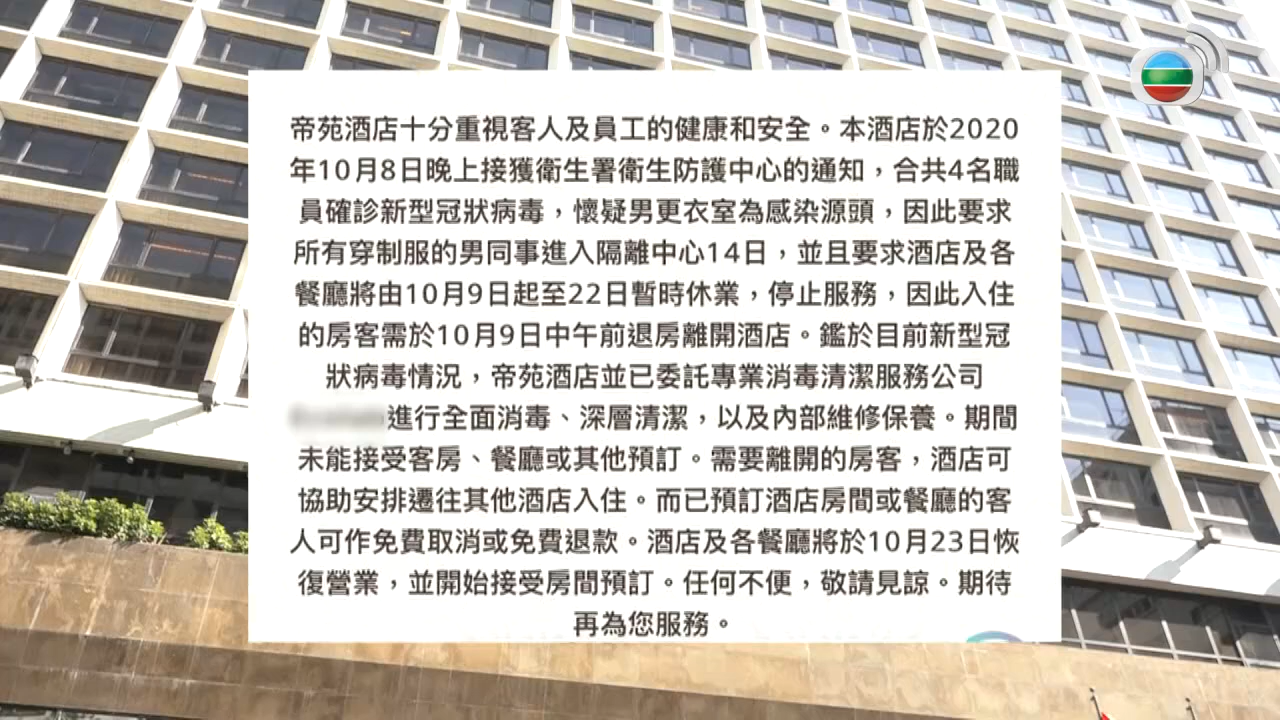 帝苑酒店十分重視客人及員工的健康和安全。本酒店於2020
年10月8日晚上接獲衛生署衛生防護中心的通知，合共4名職
員確診新型冠狀病毒，懷疑男更衣室為感染源頭，因此要求
所有穿制服的男同事進入隔離中心14日，並且要求酒店及各
餐廳將由10月9日起至22日暫時休業，停止服務，因此入住
的房客需於10月9日中午前退房離開酒店。鑑於目前新型冠
狀病毒情況，帝苑酒店並已委託專業消毒清潔服務公司
進行全面消毒、深層清潔，以及內部維修保養。期間
未能接受客房、餐廳或其他預訂。需要離開的房客，酒店可
協助安排遷往其他酒店入住。而已預訂酒店房間或餐廳的客
人可作免費取消或免費退款。酒店及各餐廳將於10月23日恢
復營業，並開始接受房間預訂。任何不便，敬請見諒。期待
再為您服務。